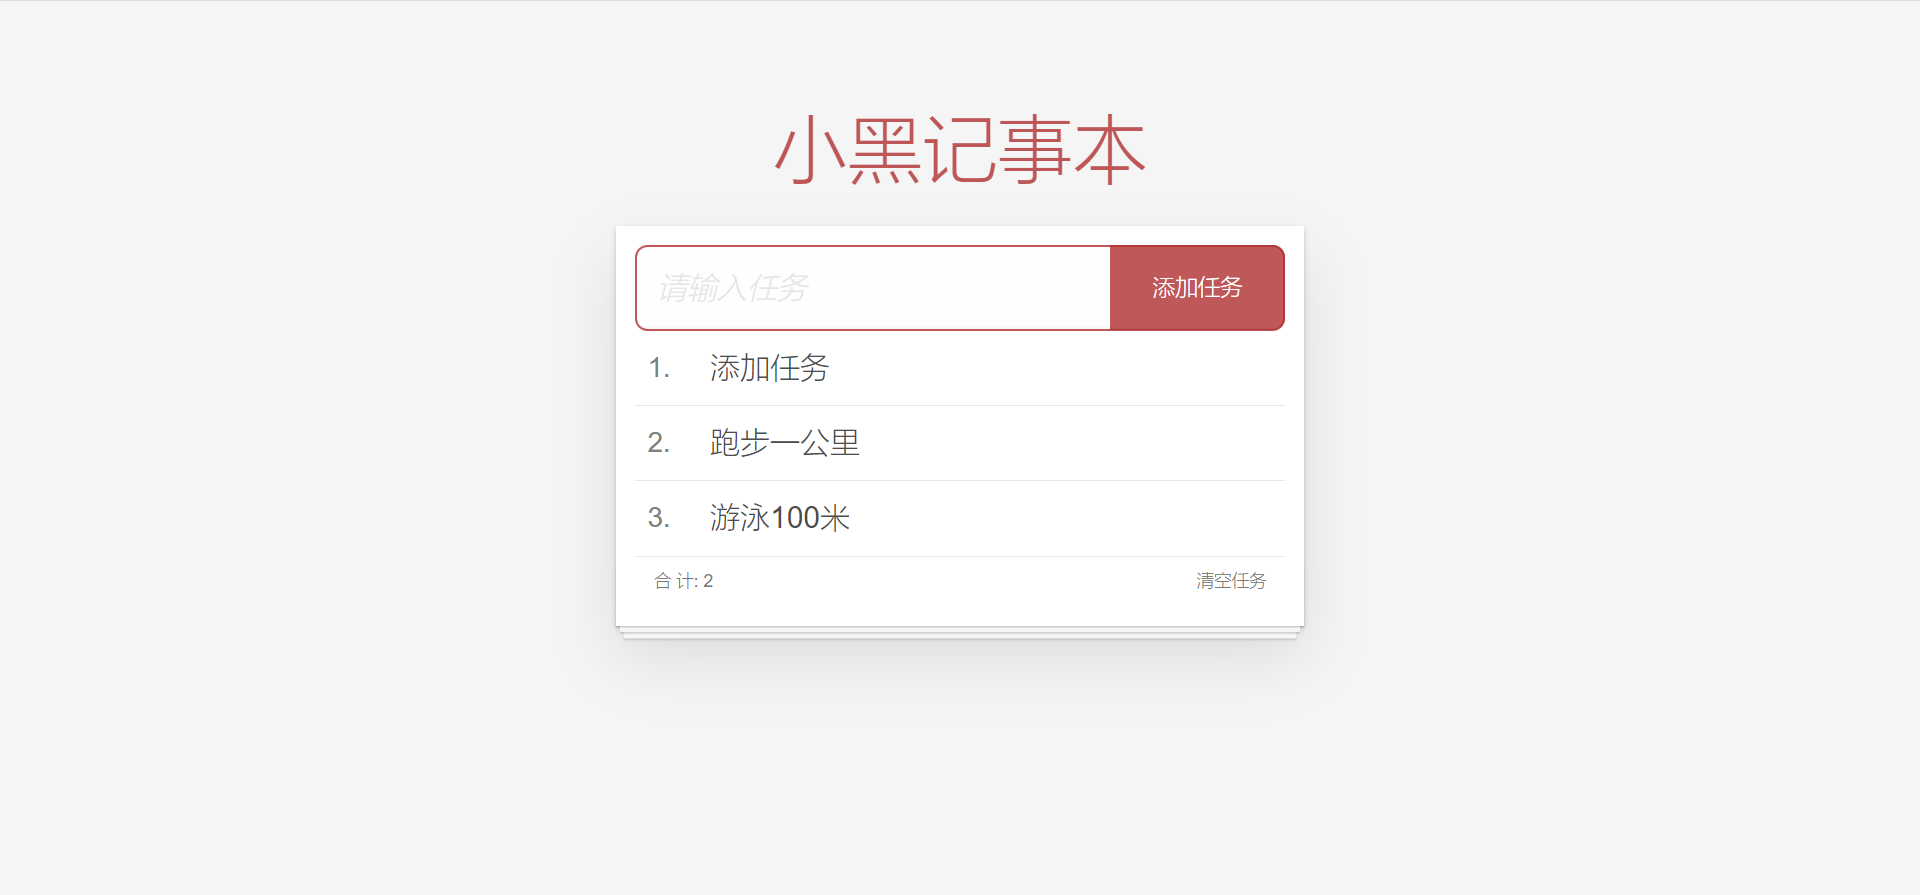 小黑记事本
请输入任务 添加任务
1. 添加任务
2. 跑步一公里
3. 游泳100米
合 计: 2 清空任务